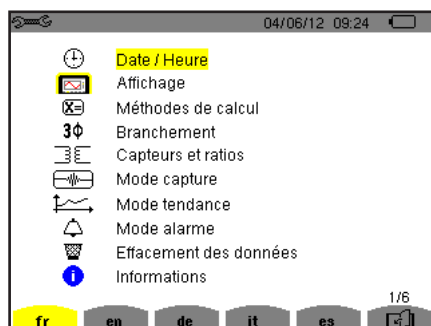 04/06/12 09:24
Date / Heure
Affichage
X= Méthodes de calcul
3Φ Branchement
Capteurs et ratios
Mode capture
Mode tendance
Mode alarme
Effacement des données
i Informations
1/6
fr en de it es